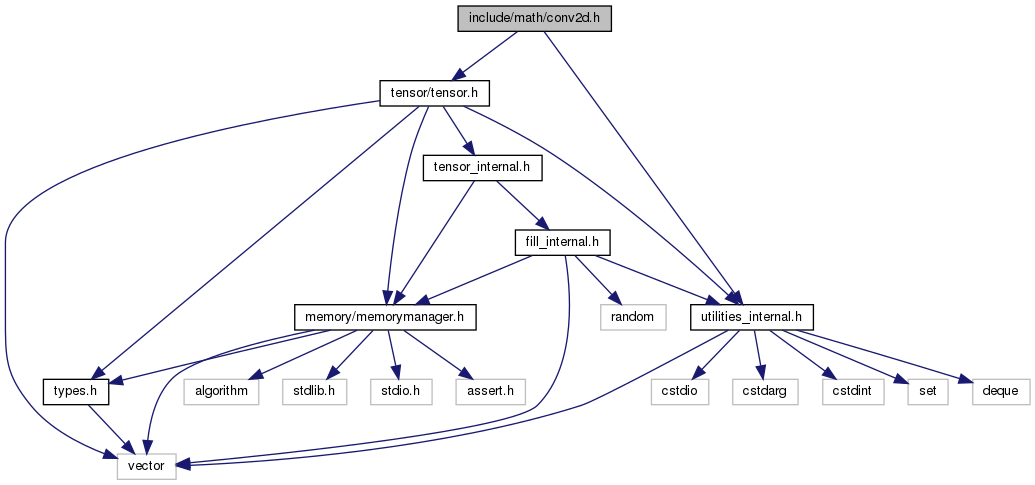 include/math/conv2d.h
tensor/tensor.h
tensor_internal.h
fill_internal.h
memory/memorymanager.h
random
utilities_internal.h
types.h
algorithm
stdlib.h
stdio.h
assert.h
cstdio
cstdarg
cstdint
set
deque
vector